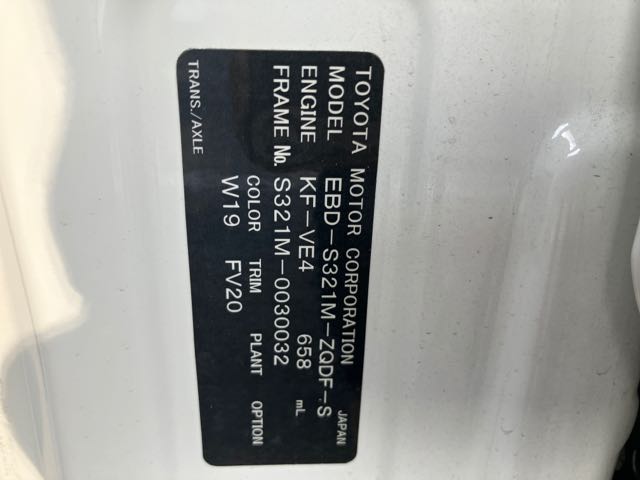 TOYOTA MOTOR CORPORATION JAPAN
MODEL EBD-S321M-ZQDF-S
ENGINE KF-VE4 658 mL
FRAME No. S321M-0030032
COLOR TRIM PLANT OPTION
W19 FV20
TRANS./AXLE